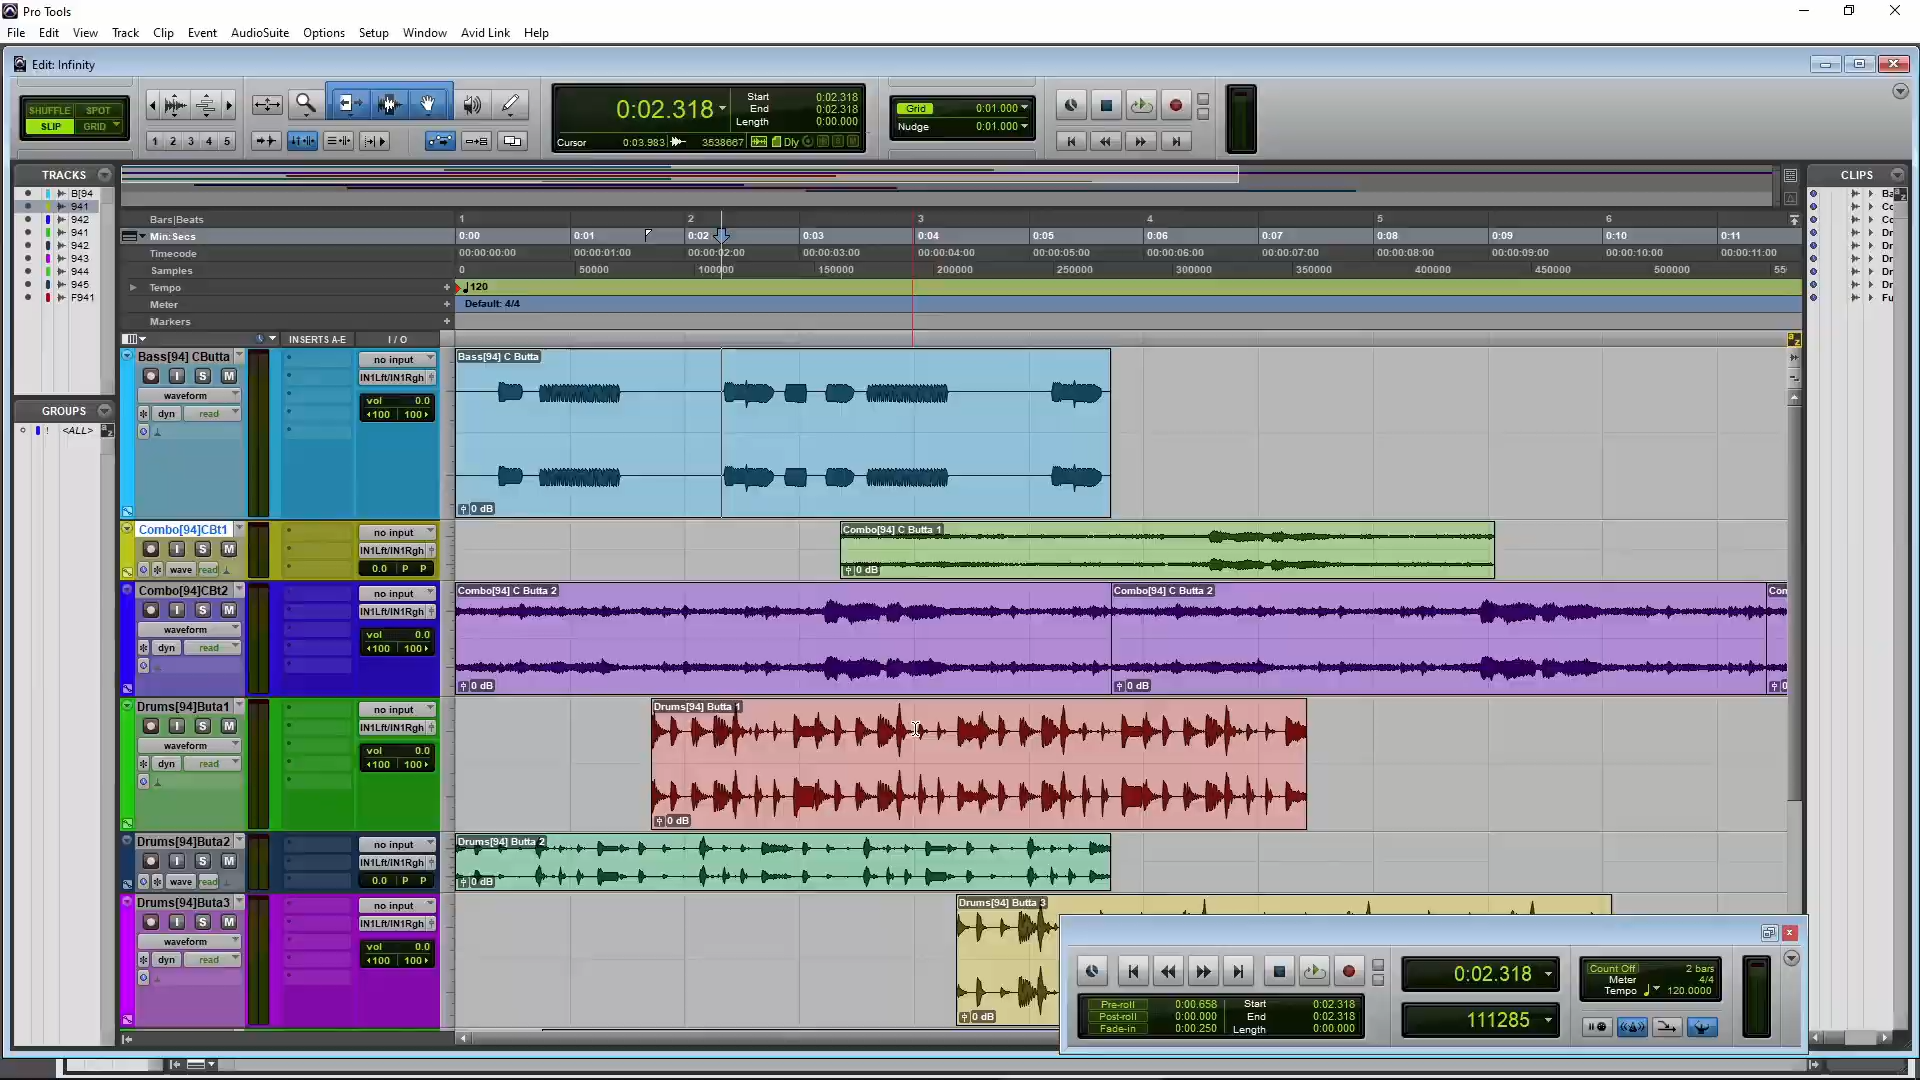 Pro Tools
File Edit View Track Clip Event AudioSuite Options Setup Window Avid Link Help
Edit: Infinity
SHUFFLE SPOT
SLIP GRID
1 2 3 4 5
0:02.318
Start 0:02.318
End 0:02.318
Length 0:00.000
Cursor 0:03.983 3538667 Dly
Grid 0:01.000
Nudge 0:01.000
TRACKS
B[94
941
942
941
942
943
944
945
F941
GROUPS
! <ALL>
CLIPS
Ba
Co
Co
Dr
Dr
Dr
Dr
Dr
Fu
Bars|Beats 1 2 3 4 5 6
Min:Secs 0:00 0:01 0:02 0:03 0:04 0:05 0:06 0:07 0:08 0:09 0:10 0:11
Timecode 00:00:00:00 00:00:01:00 00:00:02:00 00:00:03:00 00:00:04:00 00:00:05:00 00:00:06:00 00:00:07:00 00:00:08:00 00:00:09:00 00:00:10:00 00:00:11:00
Samples 0 50000 100000 150000 200000 250000 300000 350000 400000 450000 500000 55
Tempo + 120
Meter + Default: 4/4
Markers +
INSERTS A-E I / O
Bass[94] CButta
I S M
waveform
dyn read
no input
IN1Lft/IN1Rgh
vol 0.0
100 100
Bass[94] C Butta
0 dB
Combo[94]CBt1
I S M
wave read
no input
IN1Lft/IN1Rgh
0.0 P P
Combo[94] C Butta 1
0 dB
Combo[94]CBt2
I S M
waveform
dyn read
no input
IN1Lft/IN1Rgh
vol 0.0
100 100
Combo[94] C Butta 2
0 dB
Combo[94] C Butta 2
0 dB
Con
Drums[94]Buta1
I S M
waveform
dyn read
no input
IN1Lft/IN1Rgh
vol 0.0
100 100
Drums[94] Butta 1
0 dB
Drums[94]Buta2
I S M
wave read
no input
IN1Lft/IN1Rgh
0.0 P P
Drums[94] Butta 2
0 dB
Drums[94]Buta3
I S M
waveform
dyn read
no input
IN1Lft/IN1Rgh
vol 0.0
100 100
Drums[94] Butta 3
0 dB
Pre-roll 0:00.658
Post-roll 0:00.000
Fade-in 0:00.250
Start 0:02.318
End 0:02.318
Length 0:00.000
0:02.318
111285
Count Off 2 bars
Meter 4/4
Tempo 120.0000